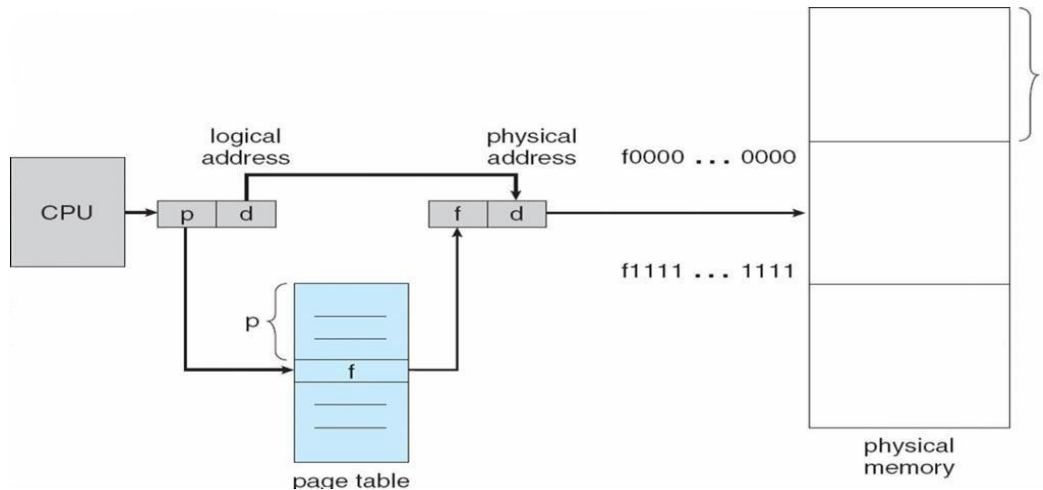 logical
address
physical
address
f0000 ... 0000
CPU
p
d
f
d
f1111 ... 1111
p
f
page table
physical
memory